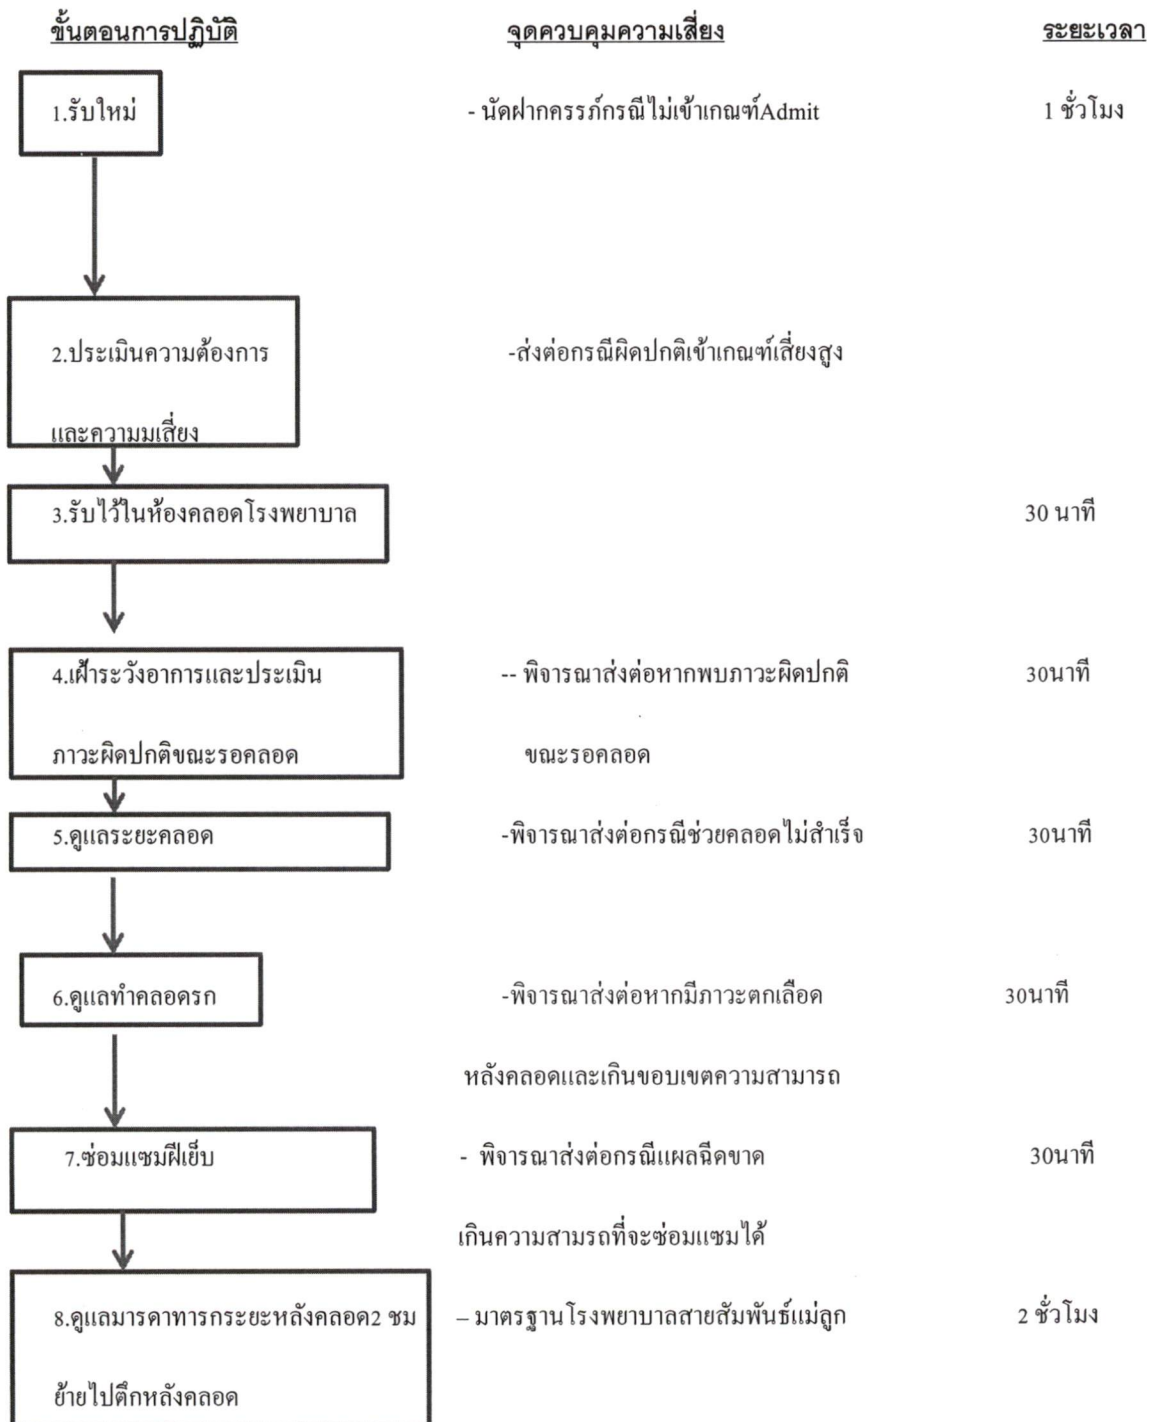 ขั้นตอนการปฏิบัติ จุดควบคุมความเสี่ยง ระยะเวลา
1.รับใหม่ - นัดฝากครรภ์กรณีไม่เข้าเกณฑ์Admit 1 ชั่วโมง
2.ประเมินความต้องการ -ส่งต่อกรณีผิดปกติเข้าเกณฑ์เสี่ยงสูง
และความมเสี่ยง
3.รับไว้ในห้องคลอดโรงพยาบาล 30 นาที
4.เฝ้าระวังอาการและประเมิน -- พิจารณาส่งต่อหากพบภาวะผิดปกติ 30นาที
ภาวะผิดปกติขณะรอคลอด ขณะรอคลอด
5.ดูแลระยะคลอด -พิจารณาส่งต่อกรณีช่วยคลอดไม่สำเร็จ 30นาที
6.ดูแลทำคลอดรก -พิจารณาส่งต่อหากมีภาวะตกเลือด 30นาที
หลังคลอดและเกินขอบเขตความสามารถ
7.ซ่อมแซมฝีเย็บ - พิจารณาส่งต่อกรณีแผลฉีดขาด 30นาที
เกินความสามรถที่จะซ่อมแซมได้
8.ดูแลมารดาทารกระยะหลังคลอด2 ชม – มาตรฐานโรงพยาบาลสายสัมพันธ์แม่ลูก 2 ชั่วโมง
ย้ายไปตึกหลังคลอด